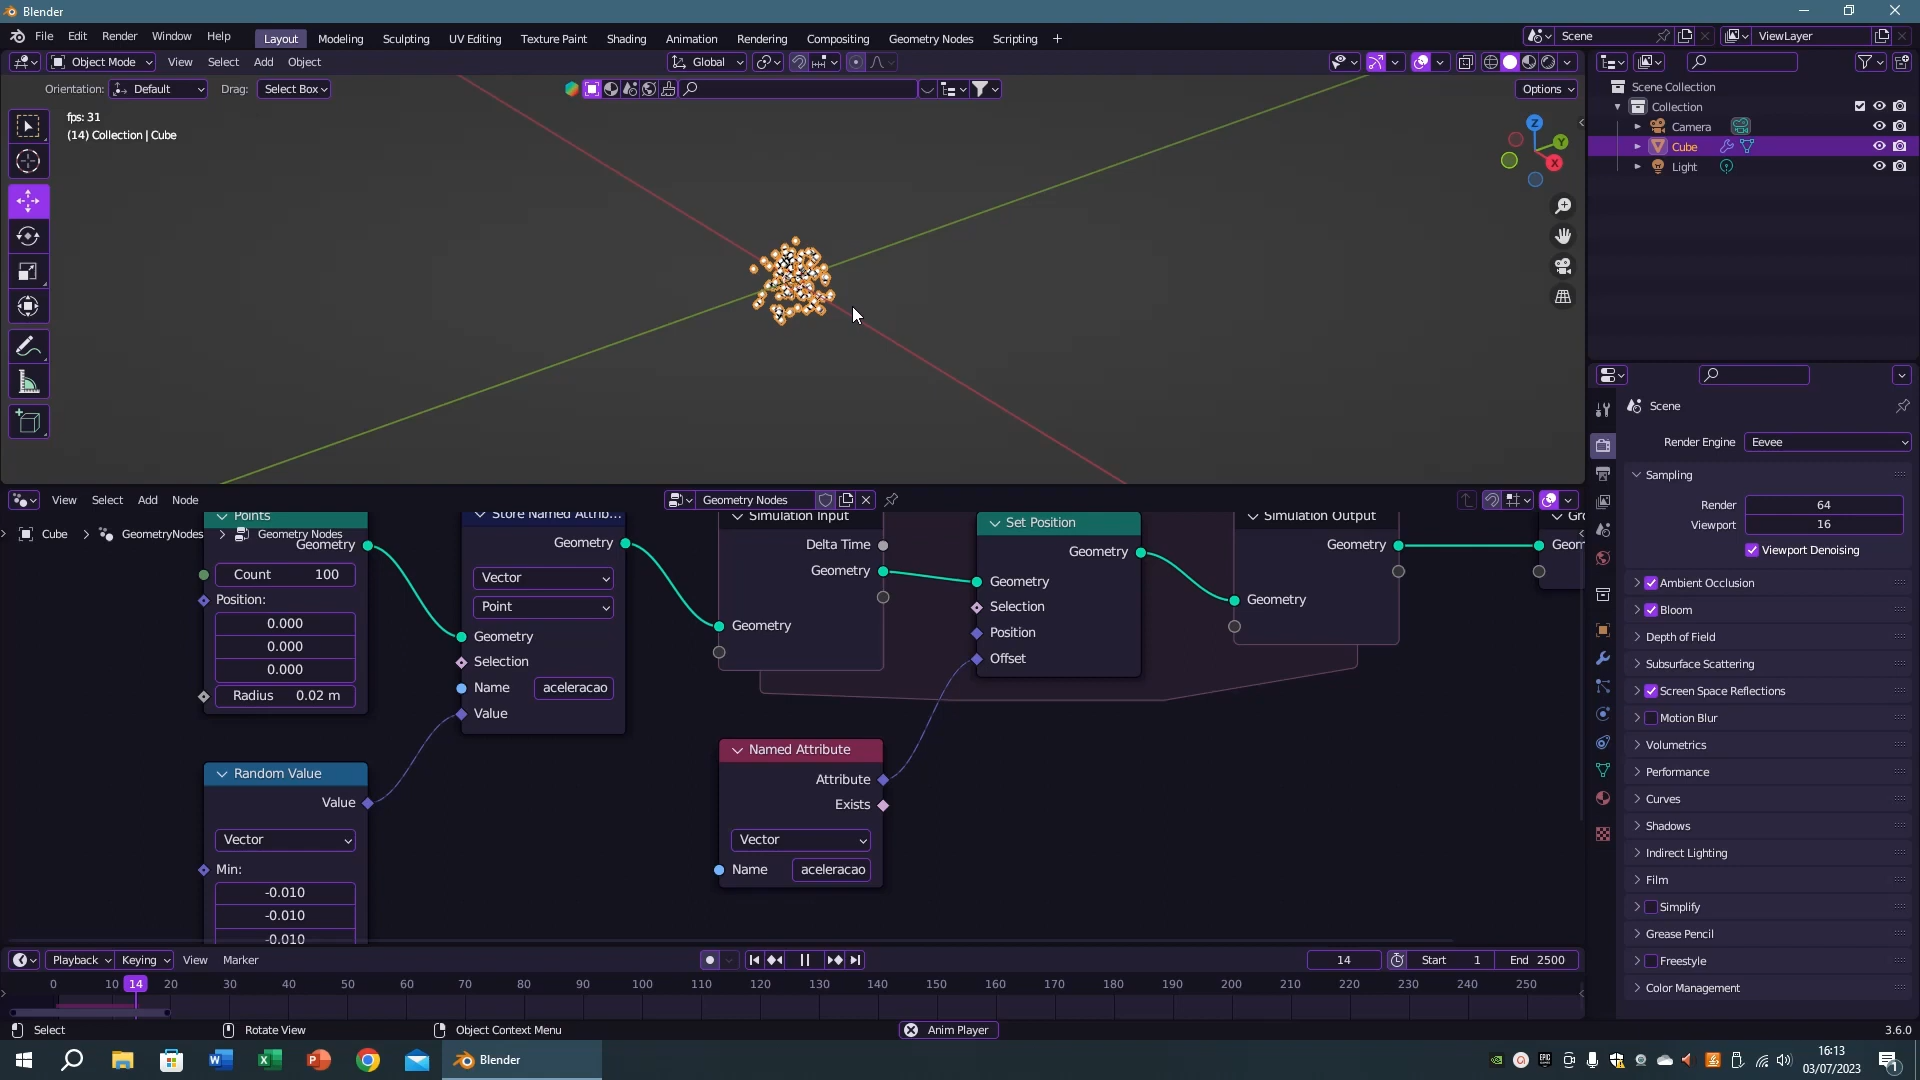 Blender
File Edit Render Window Help
Layout Modeling Sculpting UV Editing Texture Paint Shading Animation Rendering Compositing Geometry Nodes Scripting +
Scene
ViewLayer
Object Mode View Select Add Object
Global
Orientation: Default Drag: Select Box
Options
fps: 31
(14) Collection | Cube
Z
Y
X
Scene Collection
Collection
Camera
Cube
Light
View Select Add Node
Geometry Nodes
Cube > GeometryNodes > Geometry Nodes
Points
Geometry
Count 100
Position:
0.000
0.000
0.000
Radius 0.02 m
Random Value
Value
Vector
Min:
-0.010
-0.010
-0.010
Store Named Attrib...
Geometry
Vector
Point
Geometry
Selection
Name aceleracao
Value
Simulation Input
Delta Time
Geometry
Geometry
Named Attribute
Attribute
Exists
Vector
Name aceleracao
Set Position
Geometry
Geometry
Selection
Position
Offset
Simulation Output
Geometry
Geometry
Gro
Geom
Scene
Render Engine Eevee
Sampling
Render 64
Viewport 16
Viewport Denoising
Ambient Occlusion
Bloom
Depth of Field
Subsurface Scattering
Screen Space Reflections
Motion Blur
Volumetrics
Performance
Curves
Shadows
Indirect Lighting
Film
Simplify
Grease Pencil
Freestyle
Color Management
Playback Keying View Marker
14 Start 1 End 2500
0 10 14 20 30 40 50 60 70 80 90 100 110 120 130 140 150 160 170 180 190 200 210 220 230 240 250
Select Rotate View Object Context Menu Anim Player 3.6.0
Blender
16:13
03/07/2023